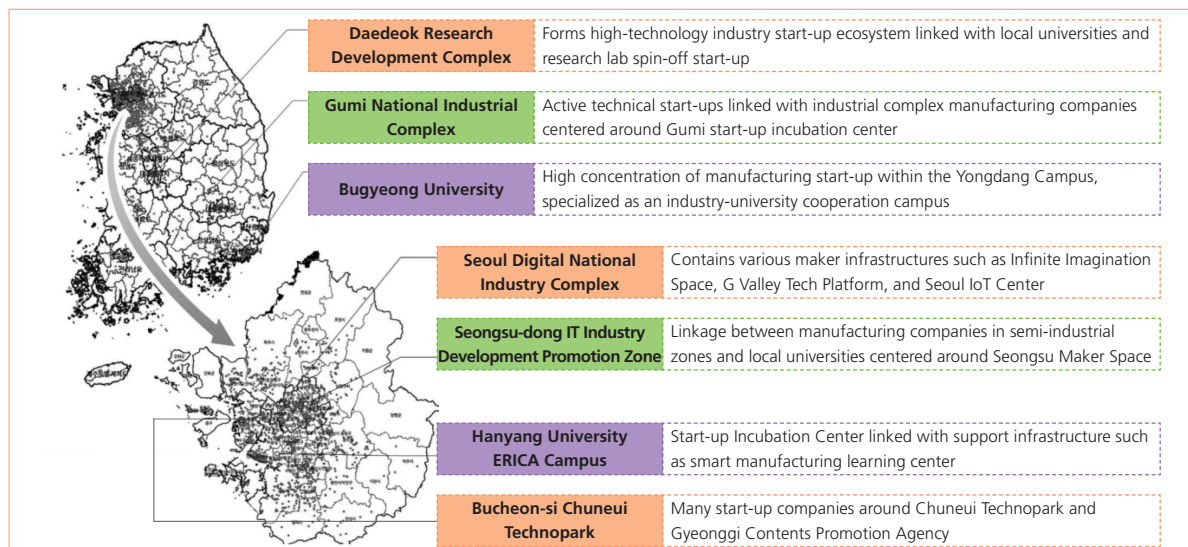 Daedeok Research
Development Complex
Forms high-technology industry start-up ecosystem linked with local universities and
research lab spin-off start-up
Gumi National Industrial
Complex
Active technical start-ups linked with industrial complex manufacturing companies
centered around Gumi start-up incubation center
Bugyeong University
High concentration of manufacturing start-up within the Yongdang Campus,
specialized as an industry-university cooperation campus
Seoul Digital National
Industry Complex
Contains various maker infrastructures such as Infinite Imagination
Space, G Valley Tech Platform, and Seoul IoT Center
Seongsu-dong IT Industry
Development Promotion Zone
Linkage between manufacturing companies in semi-industrial
zones and local universities centered around Seongsu Maker Space
Hanyang University
ERICA Campus
Start-up Incubation Center linked with support infrastructure such
as smart manufacturing learning center
Bucheon-si Chuneui
Technopark
Many start-up companies around Chuneui Technopark and
Gyeonggi Contents Promotion Agency